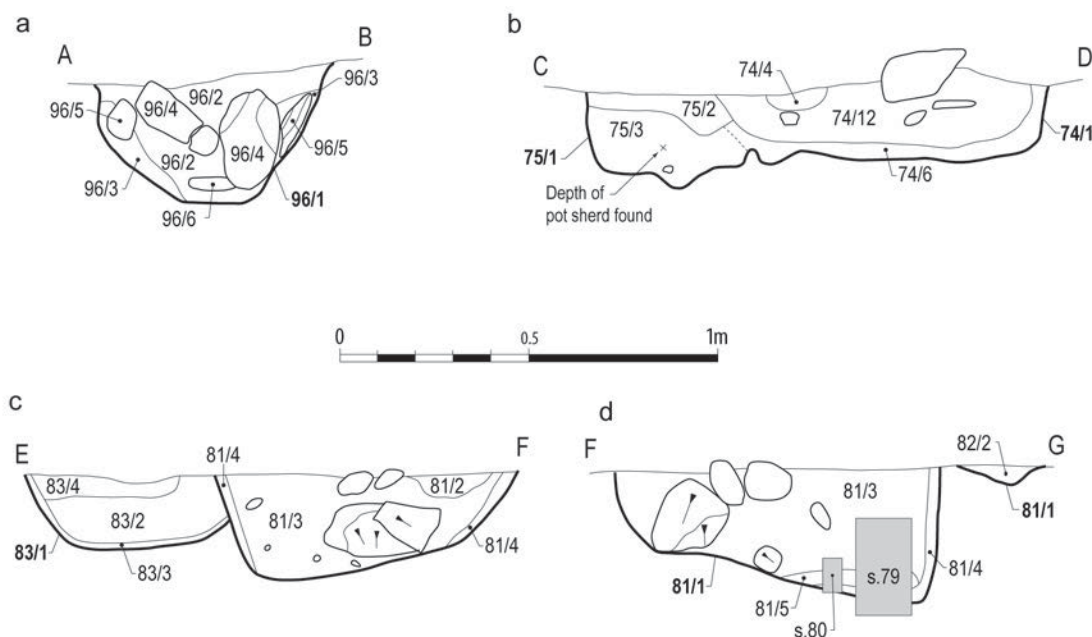 a
A
B
96/3
96/2
96/4
96/5
96/5
96/2
96/4
96/3
96/1
96/6
b
C
D
74/4
75/2
74/12
75/3
75/1
74/1
74/6
Depth of
pot sherd found
0
0.5
1m
c
E
F
81/4
83/4
81/2
83/2
81/3
83/1
81/4
83/3
d
F
G
82/2
81/3
81/1
s.79
81/4
81/1
81/5
s.80